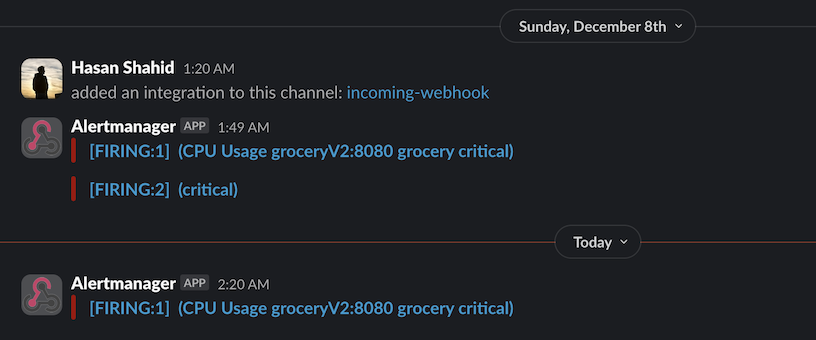 Sunday, December 8th
Hasan Shahid 1:20 AM
added an integration to this channel: incoming-webhook
Alertmanager APP 1:49 AM
[FIRING:1] (CPU Usage groceryV2:8080 grocery critical)
[FIRING:2] (critical)
Today
Alertmanager APP 2:20 AM
[FIRING:1] (CPU Usage groceryV2:8080 grocery critical)